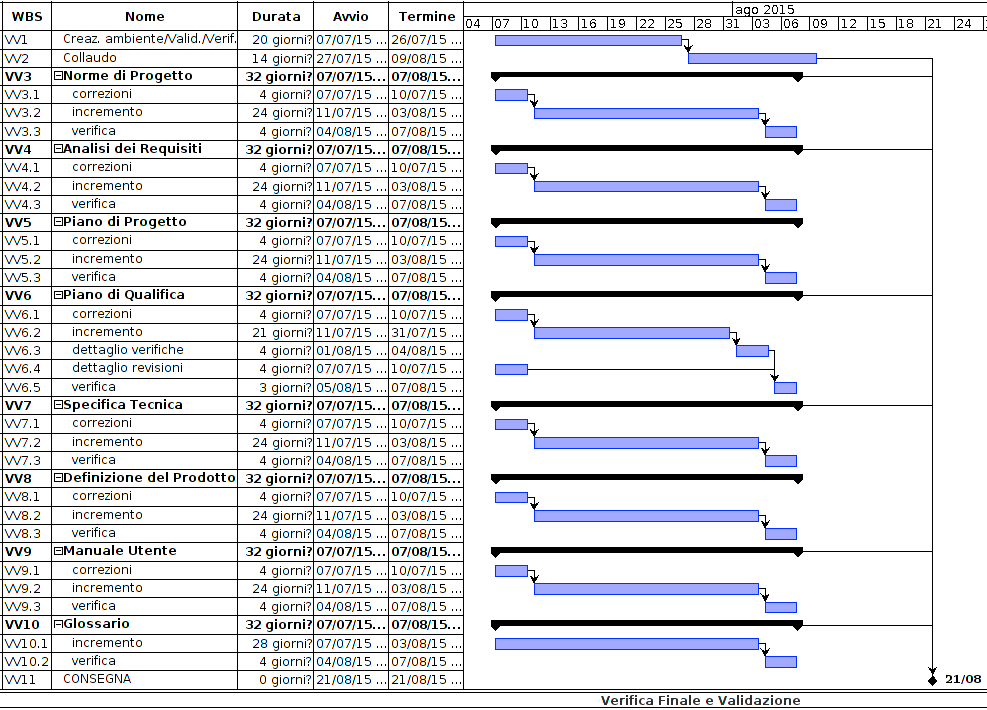 ago 2015
WBS Nome Durata Avvio Termine 04 07 10 13 16 19 22 25 28 31 03 06 09 12 15 18 21 24
VV1 Creaz. ambiente/Valid./Verif. 20 giorni? 07/07/15 ... 26/07/15 ...
VV2 Collaudo 14 giorni? 27/07/15 ... 09/08/15 ...
VV3 Norme di Progetto 32 giorni? 07/07/15... 07/08/15...
VV3.1 correzioni 4 giorni? 07/07/15 ... 10/07/15 ...
VV3.2 incremento 24 giorni? 11/07/15 ... 03/08/15 ...
VV3.3 verifica 4 giorni? 04/08/15 ... 07/08/15 ...
VV4 Analisi dei Requisiti 32 giorni? 07/07/15... 07/08/15...
VV4.1 correzioni 4 giorni? 07/07/15 ... 10/07/15 ...
VV4.2 incremento 24 giorni? 11/07/15 ... 03/08/15 ...
VV4.3 verifica 4 giorni? 04/08/15 ... 07/08/15 ...
VV5 Piano di Progetto 32 giorni? 07/07/15... 07/08/15...
VV5.1 correzioni 4 giorni? 07/07/15 ... 10/07/15 ...
VV5.2 incremento 24 giorni? 11/07/15 ... 03/08/15 ...
VV5.3 verifica 4 giorni? 04/08/15 ... 07/08/15 ...
VV6 Piano di Qualifica 32 giorni? 07/07/15... 07/08/15...
VV6.1 correzioni 4 giorni? 07/07/15 ... 10/07/15 ...
VV6.2 incremento 21 giorni? 11/07/15 ... 31/07/15 ...
VV6.3 dettaglio verifiche 4 giorni? 01/08/15 ... 04/08/15 ...
VV6.4 dettaglio revisioni 4 giorni? 07/07/15 ... 10/07/15 ...
VV6.5 verifica 3 giorni? 05/08/15 ... 07/08/15 ...
VV7 Specifica Tecnica 32 giorni? 07/07/15... 07/08/15...
VV7.1 correzioni 4 giorni? 07/07/15 ... 10/07/15 ...
VV7.2 incremento 24 giorni? 11/07/15 ... 03/08/15 ...
VV7.3 verifica 4 giorni? 04/08/15 ... 07/08/15 ...
VV8 Definizione del Prodotto 32 giorni? 07/07/15... 07/08/15...
VV8.1 correzioni 4 giorni? 07/07/15 ... 10/07/15 ...
VV8.2 incremento 24 giorni? 11/07/15 ... 03/08/15 ...
VV8.3 verifica 4 giorni? 04/08/15 ... 07/08/15 ...
VV9 Manuale Utente 32 giorni? 07/07/15... 07/08/15...
VV9.1 correzioni 4 giorni? 07/07/15 ... 10/07/15 ...
VV9.2 incremento 24 giorni? 11/07/15 ... 03/08/15 ...
VV9.3 verifica 4 giorni? 04/08/15 ... 07/08/15 ...
VV10 Glossario 32 giorni? 07/07/15... 07/08/15...
VV10.1 incremento 28 giorni? 07/07/15 ... 03/08/15 ...
VV10.2 verifica 4 giorni? 04/08/15 ... 07/08/15 ...
VV11 CONSEGNA 0 giorni? 21/08/15 ... 21/08/15 ... 21/08
Verifica Finale e Validazione